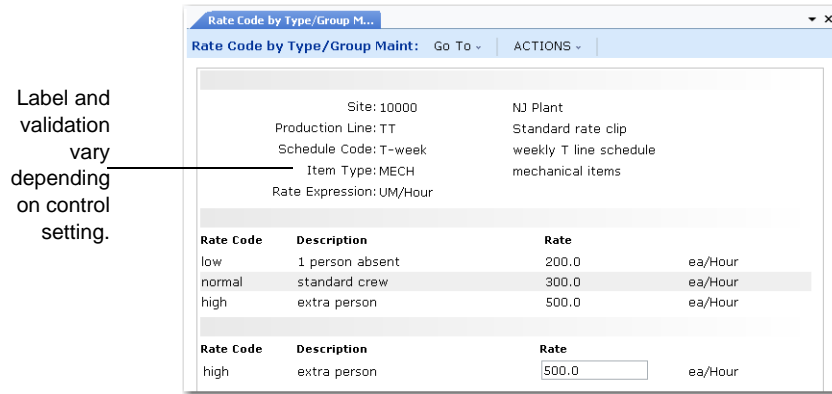 Rate Code by Type/Group M...
Rate Code by Type/Group Maint: Go To ACTIONS
Label and
validation
vary
depending
on control
setting.
Site: 10000 NJ Plant
Production Line: TT Standard rate clip
Schedule Code: T-week weekly T line schedule
Item Type: MECH mechanical items
Rate Expression: UM/Hour
Rate Code Description Rate
low 1 person absent 200.0 ea/Hour
normal standard crew 300.0 ea/Hour
high extra person 500.0 ea/Hour
Rate Code Description Rate
high extra person 500.0 ea/Hour